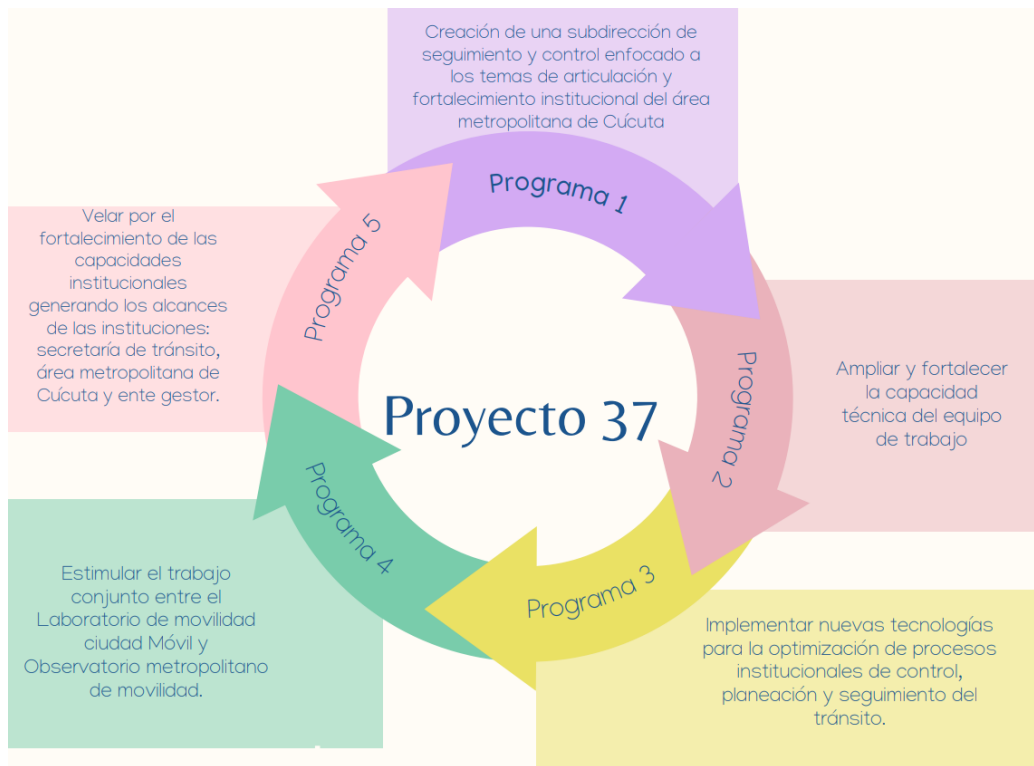 Creación de una subdirección de
seguimiento y control enfocado a
los temas de articulación y
fortalecimiento institucional del área
metropolitana de Cúcuta
Programa 1
Ampliar y fortalecer
la capacidad
técnica del equipo
de trabajo
Programa 2
Implementar nuevas tecnologías
para la optimización de procesos
institucionales de control,
planeación y seguimiento del
tránsito.
Programa 3
Estimular el trabajo
conjunto entre el
Laboratorio de movilidad
ciudad Móvil y
Observatorio metropolitano
de movilidad.
Programa 4
Velar por el
fortalecimiento de las
capacidades
institucionales
generando los alcances
de las instituciones:
secretaría de tránsito,
área metropolitana de
Cúcuta y ente gestor.
Programa 5
Proyecto 37